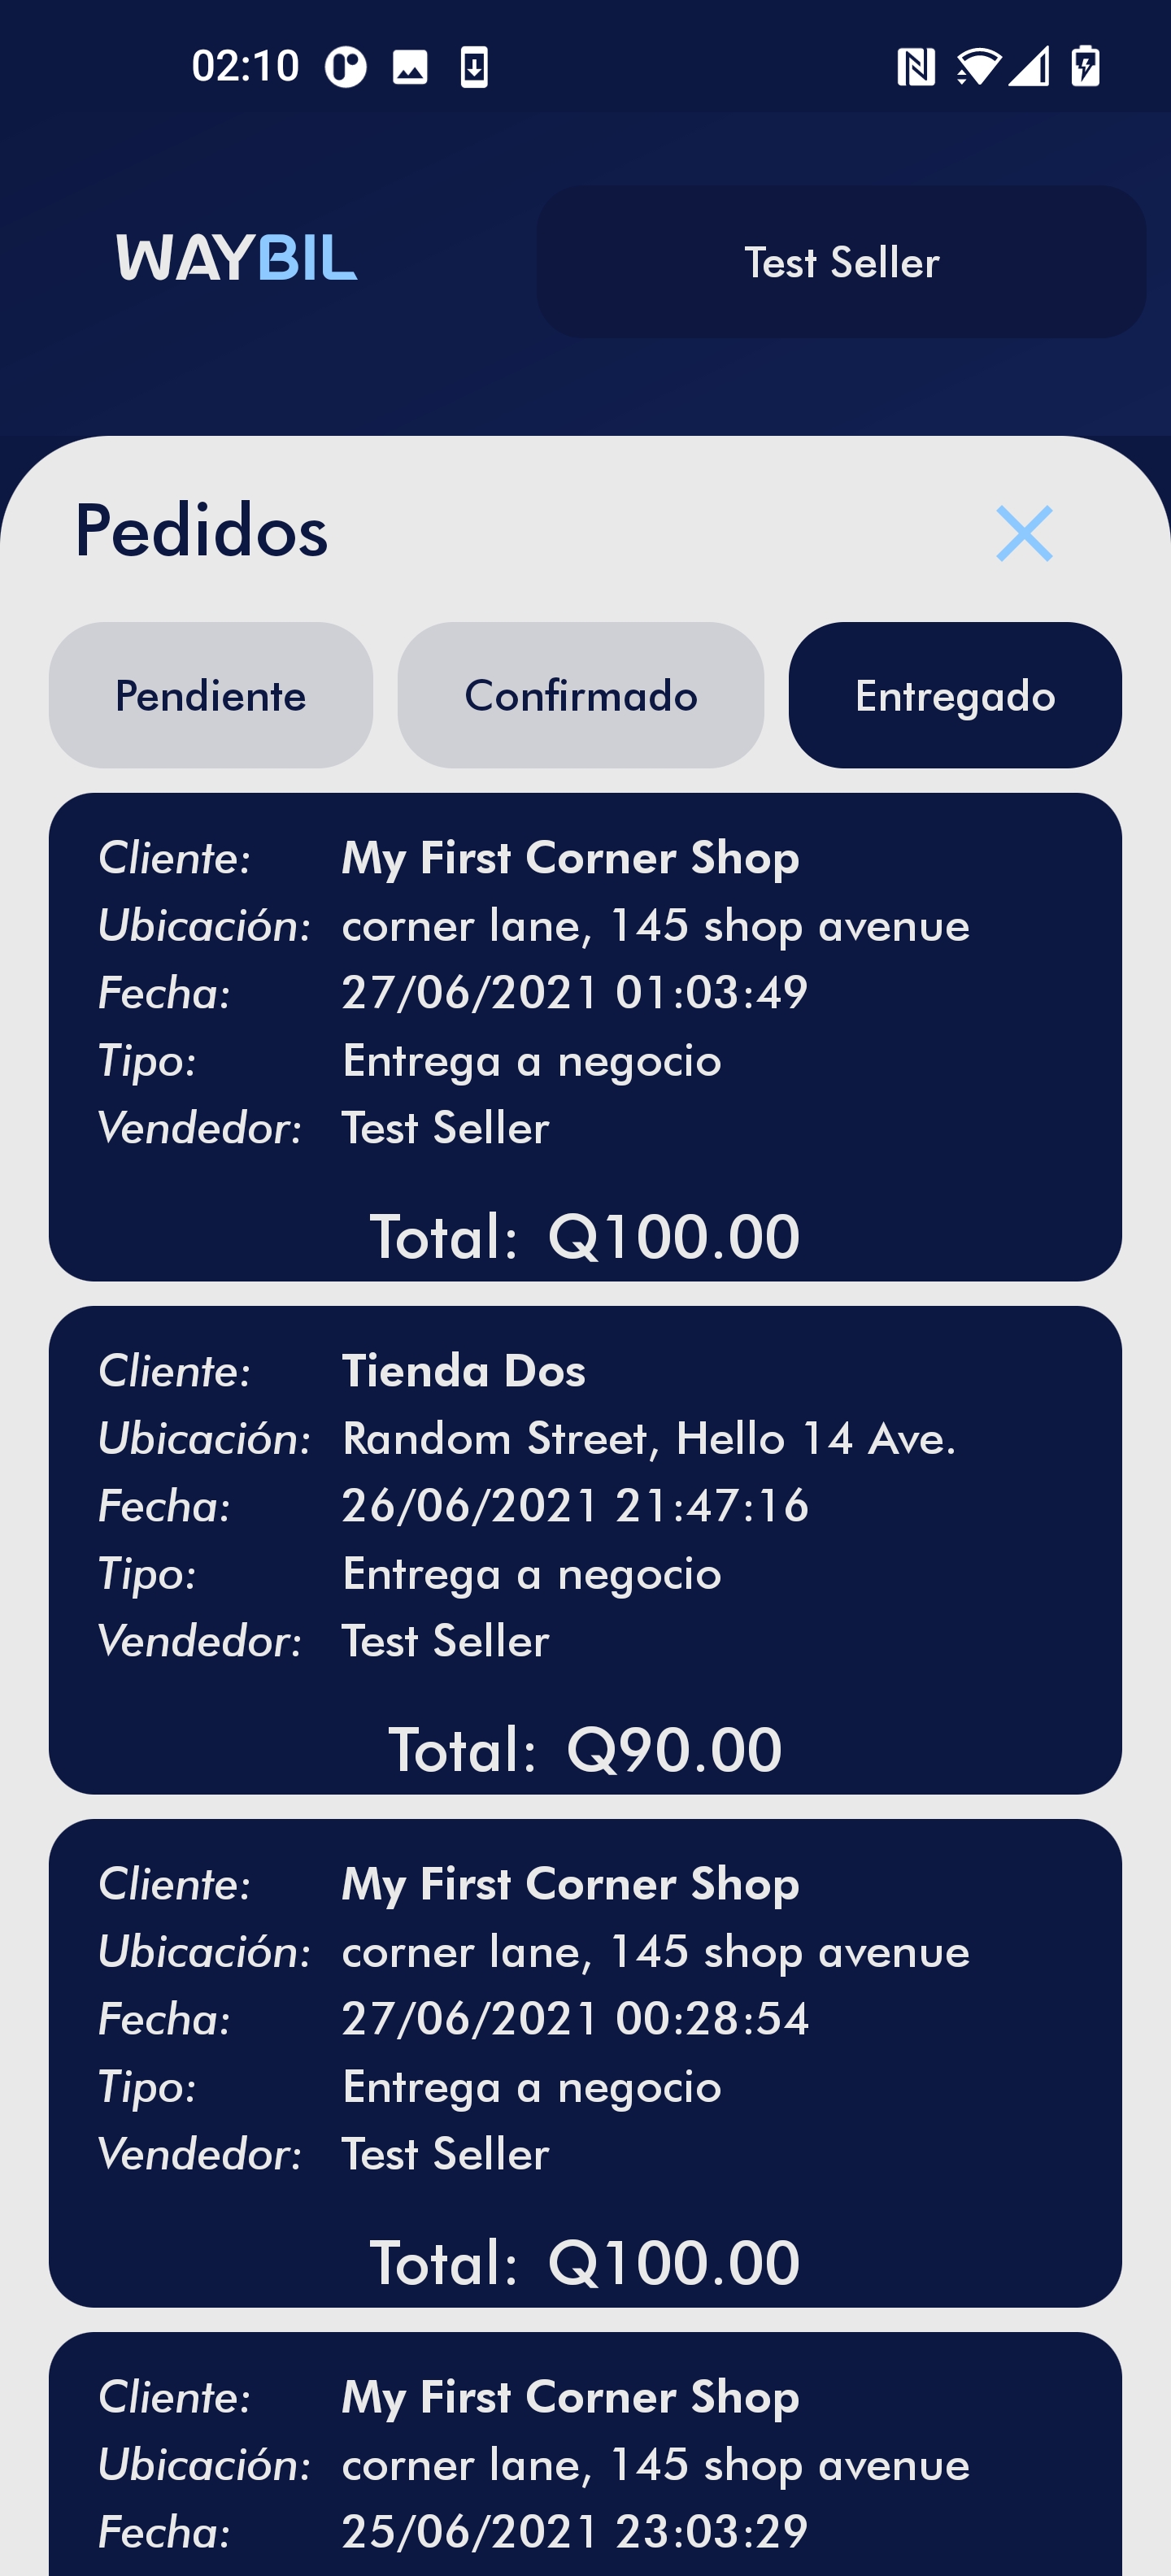 02:10
WAYBIL
Test Seller
Pedidos
Pendiente Confirmado Entregado
Cliente: My First Corner Shop
Ubicación: corner lane, 145 shop avenue
Fecha: 27/06/2021 01:03:49
Tipo: Entrega a negocio
Vendedor: Test Seller
Total: Q100.00
Cliente: Tienda Dos
Ubicación: Random Street, Hello 14 Ave.
Fecha: 26/06/2021 21:47:16
Tipo: Entrega a negocio
Vendedor: Test Seller
Total: Q90.00
Cliente: My First Corner Shop
Ubicación: corner lane, 145 shop avenue
Fecha: 27/06/2021 00:28:54
Tipo: Entrega a negocio
Vendedor: Test Seller
Total: Q100.00
Cliente: My First Corner Shop
Ubicación: corner lane, 145 shop avenue
Fecha: 25/06/2021 23:03:29